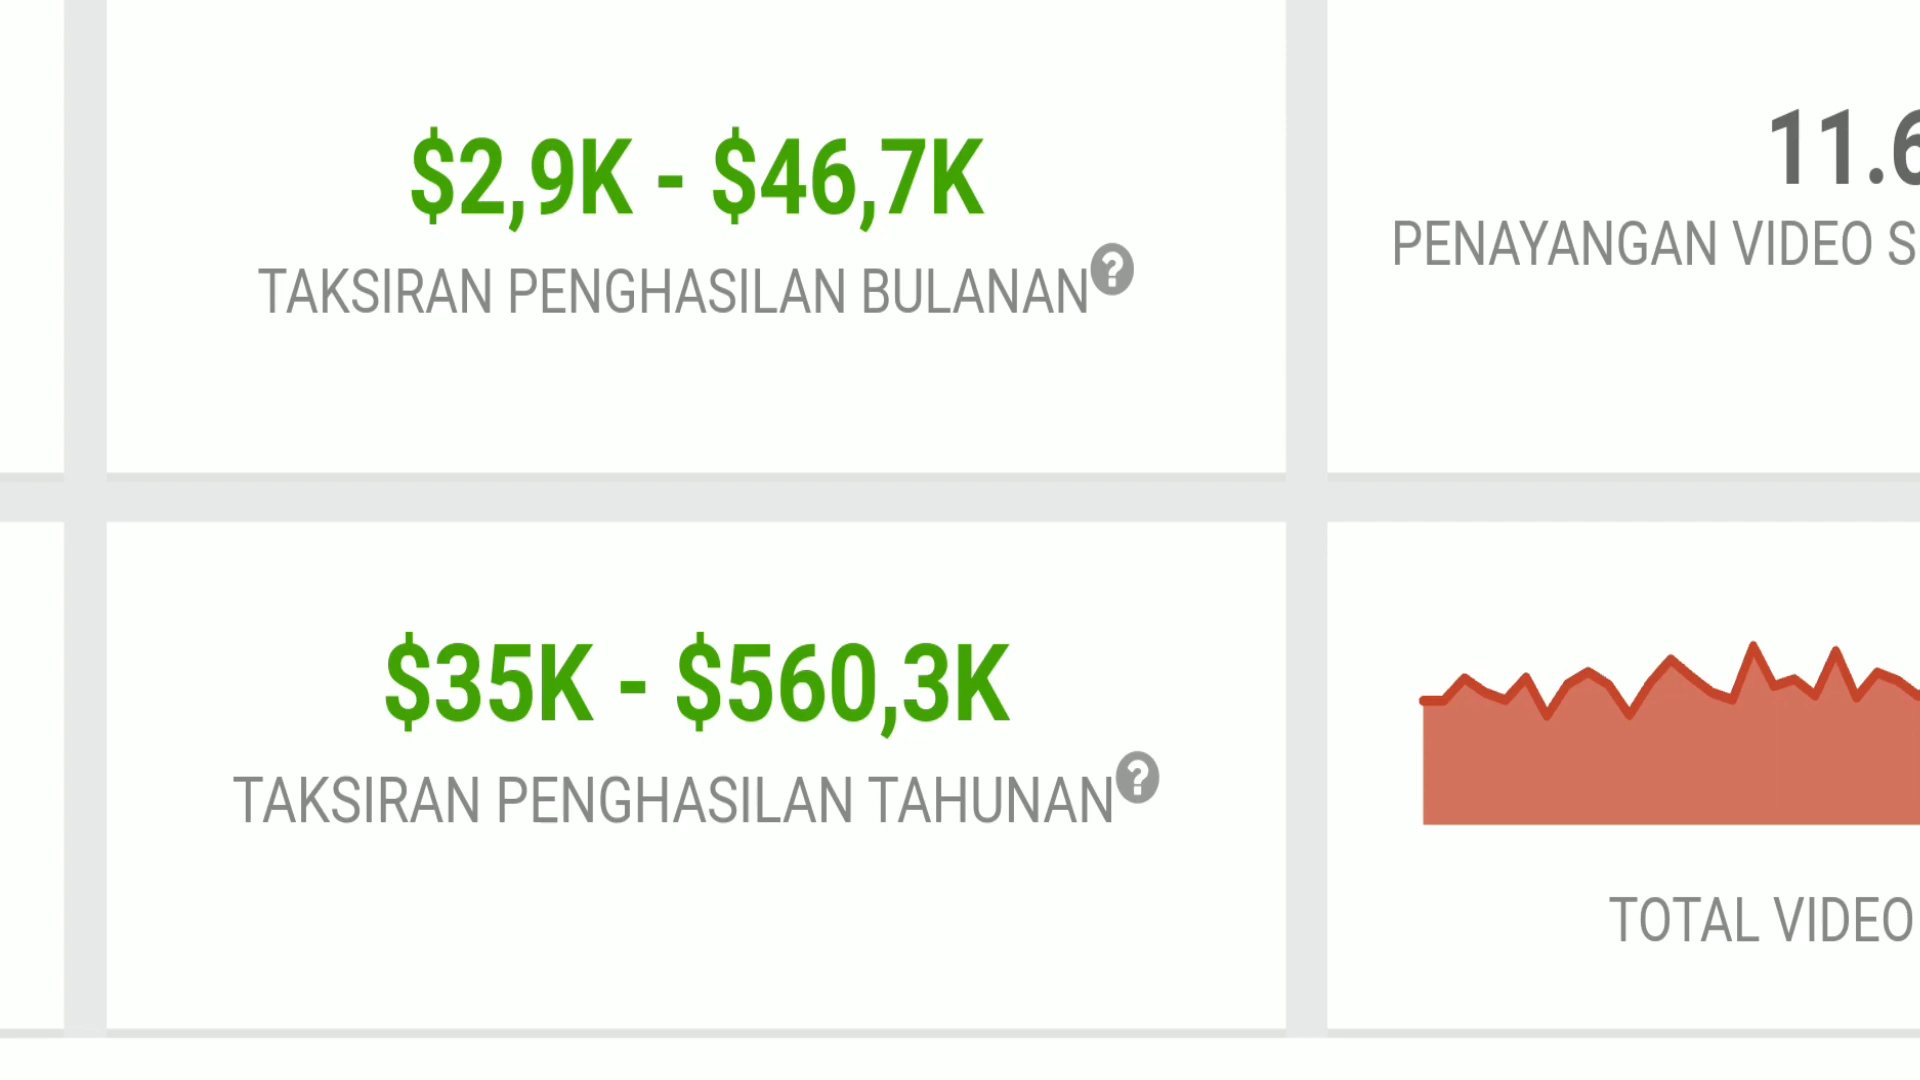 $2,9K - $46,7K
TAKSIRAN PENGHASILAN BULANAN
$35K - $560,3K
TAKSIRAN PENGHASILAN TAHUNAN
11.6
PENAYANGAN VIDEO S
TOTAL VIDEO